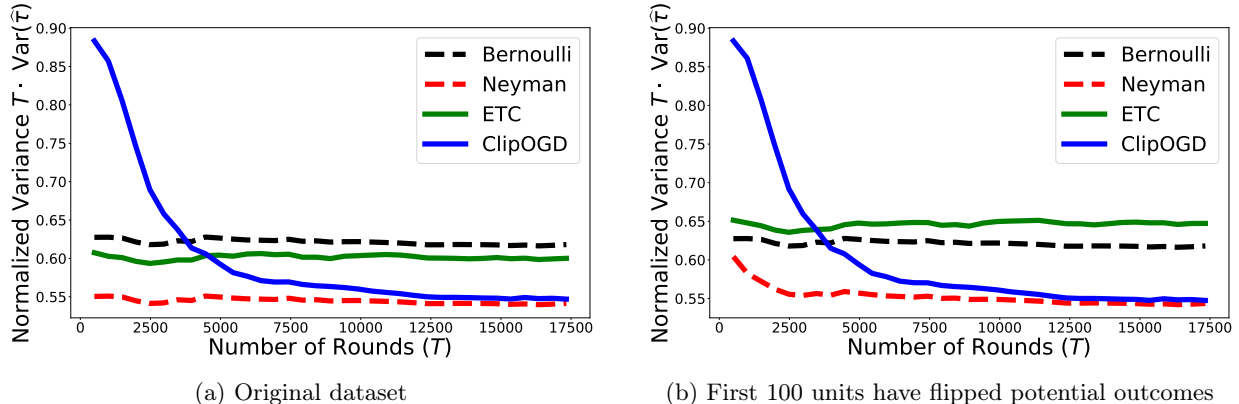 Normalized Variance T · Var(τ̂)
0.90
0.85
0.80
0.75
0.70
0.65
0.60
0.55
0
2500
5000
7500
10000
12500
15000
17500
Number of Rounds (T)
Bernoulli
Neyman
ETC
ClipOGD
(a) Original dataset
Normalized Variance T · Var(τ̂)
0.90
0.85
0.80
0.75
0.70
0.65
0.60
0.55
0
2500
5000
7500
10000
12500
15000
17500
Number of Rounds (T)
Bernoulli
Neyman
ETC
ClipOGD
(b) First 100 units have flipped potential outcomes